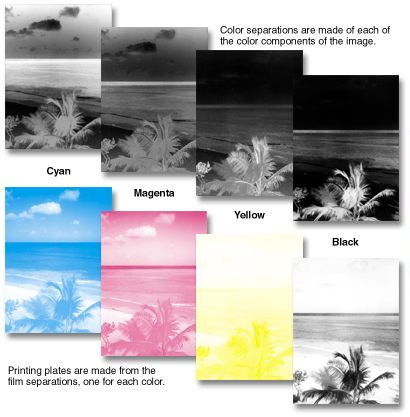 Color separations are made of each of
the color components of the image.
Cyan
Magenta
Yellow
Black
Printing plates are made from the
film separations, one for each color.